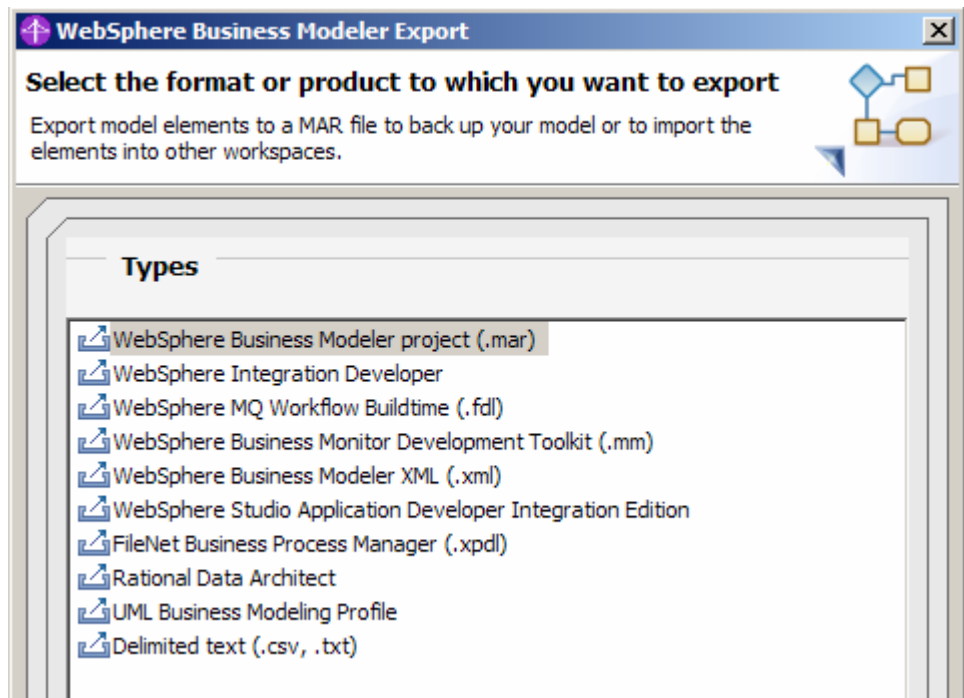 WebSphere Business Modeler Export
Select the format or product to which you want to export
Export model elements to a MAR file to back up your model or to import the
elements into other workspaces.
Types
WebSphere Business Modeler project (.mar)
WebSphere Integration Developer
WebSphere MQ Workflow Buildtime (.fdl)
WebSphere Business Monitor Development Toolkit (.mm)
WebSphere Business Modeler XML (.xml)
WebSphere Studio Application Developer Integration Edition
FileNet Business Process Manager (.xpdl)
Rational Data Architect
UML Business Modeling Profile
Delimited text (.csv, .txt)